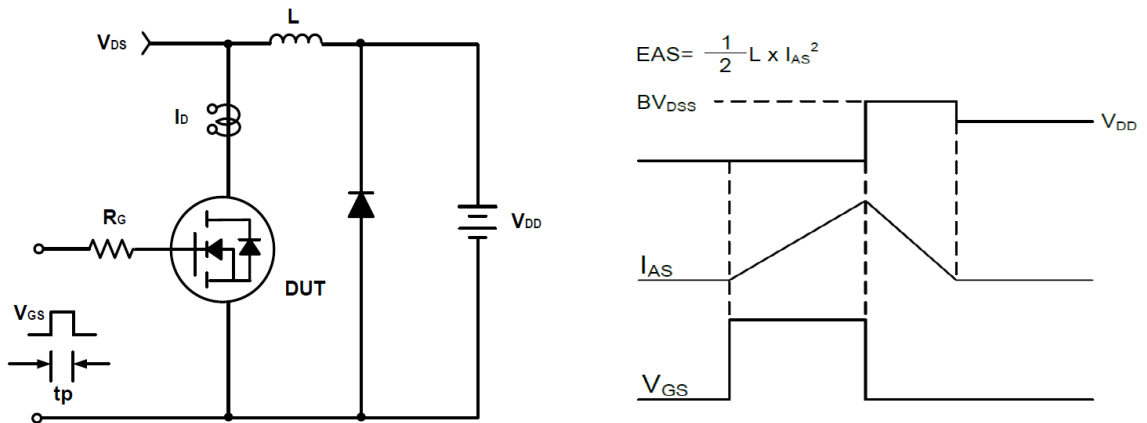 VDS
L
ID
RG
VDD
DUT
VGS
tp
EAS= 1/2 L x IAS²
BVDSS
VDD
IAS
VGS